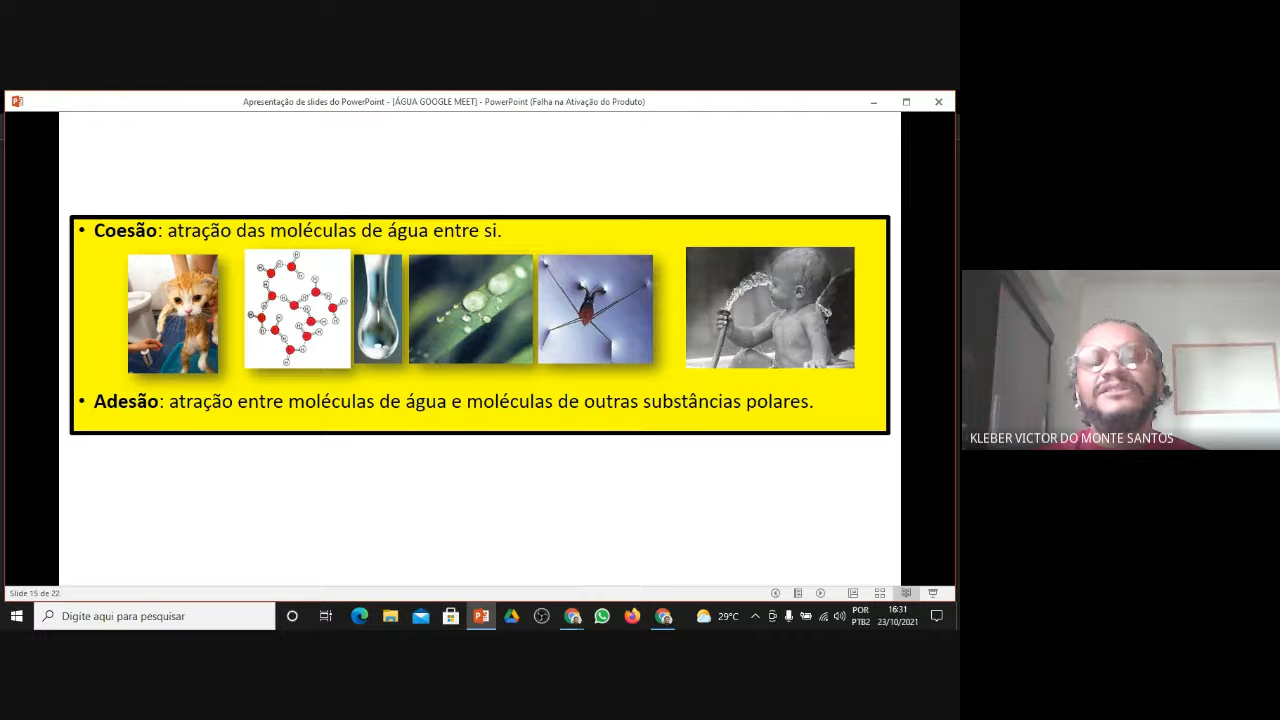 Apresentação de slides do PowerPoint - [ÁGUA GOOGLE MEET] - PowerPoint (Falha na Ativação do Produto)
• Coesão: atração das moléculas de água entre si.
• Adesão: atração entre moléculas de água e moléculas de outras substâncias polares.
KLEBER VICTOR DO MONTE SANTOS
Slide 15 de 22
Digite aqui para pesquisar
29°C
POR
PTB2
16:31
23/10/2021